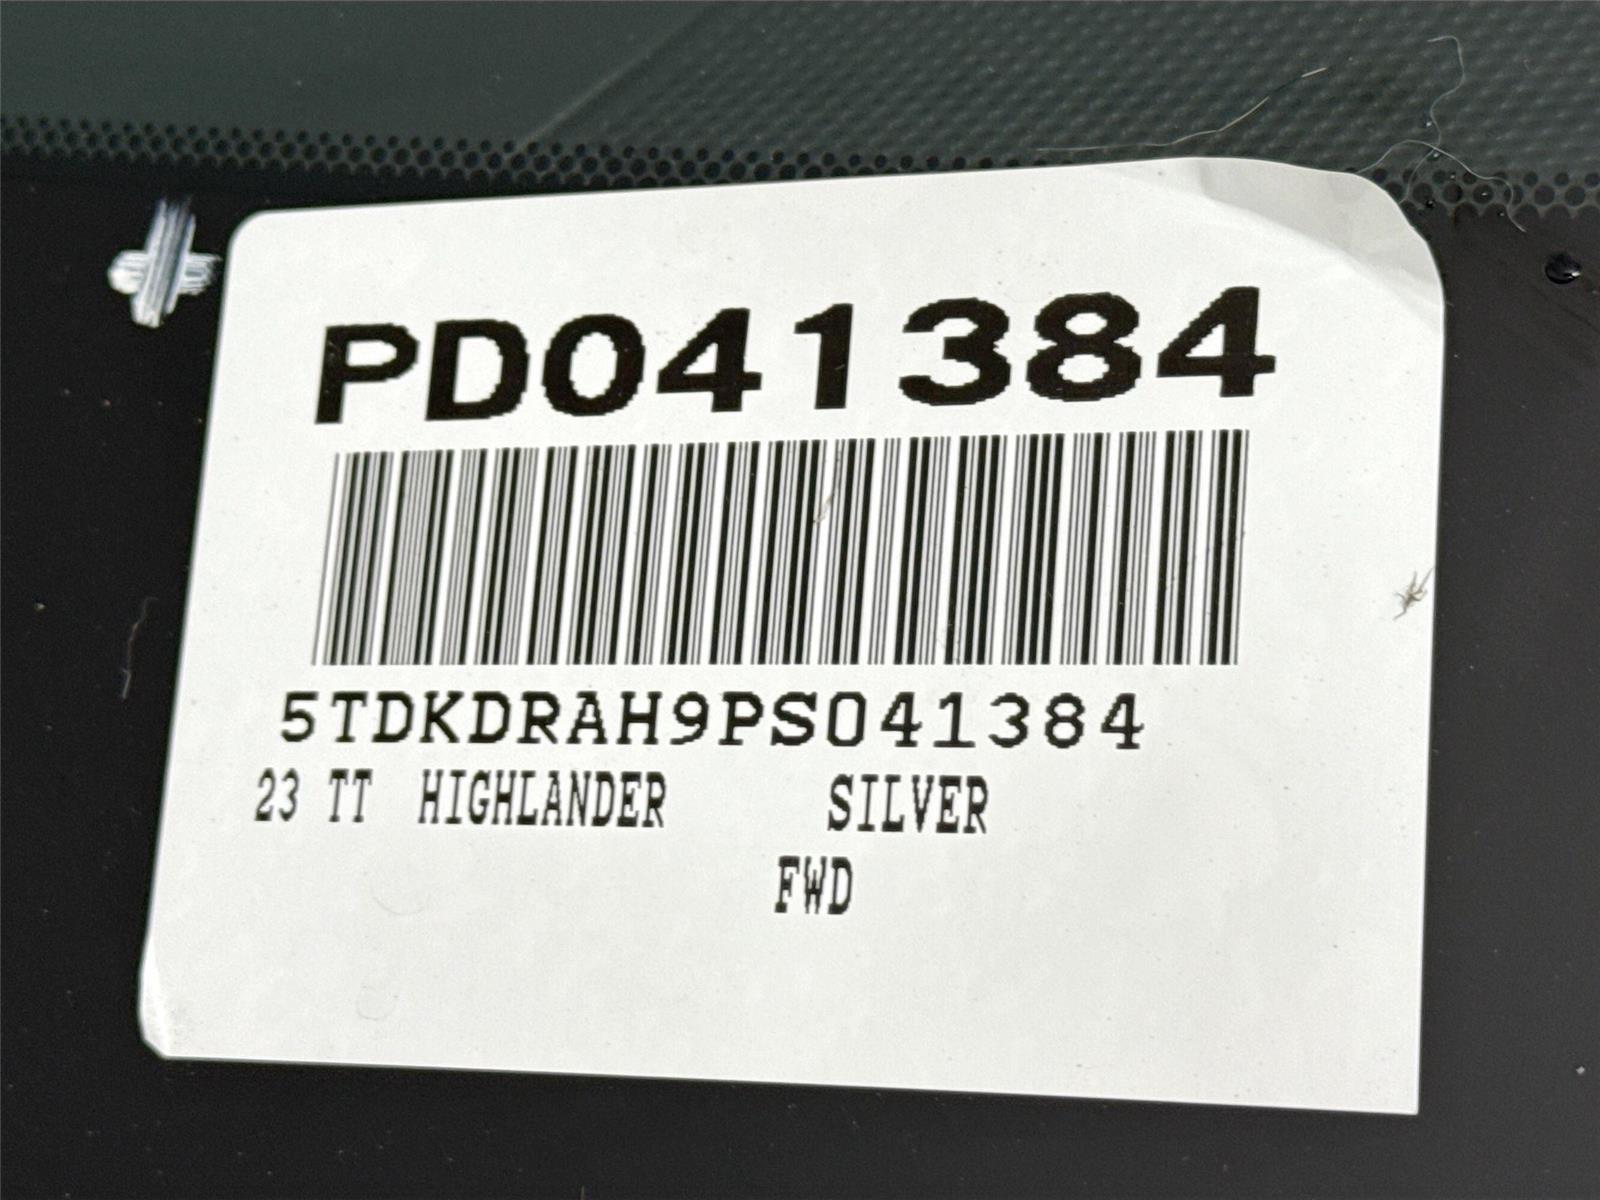 PD041384
5TDKDRAH9PS041384
23 TT HIGHLANDER SILVER
FWD